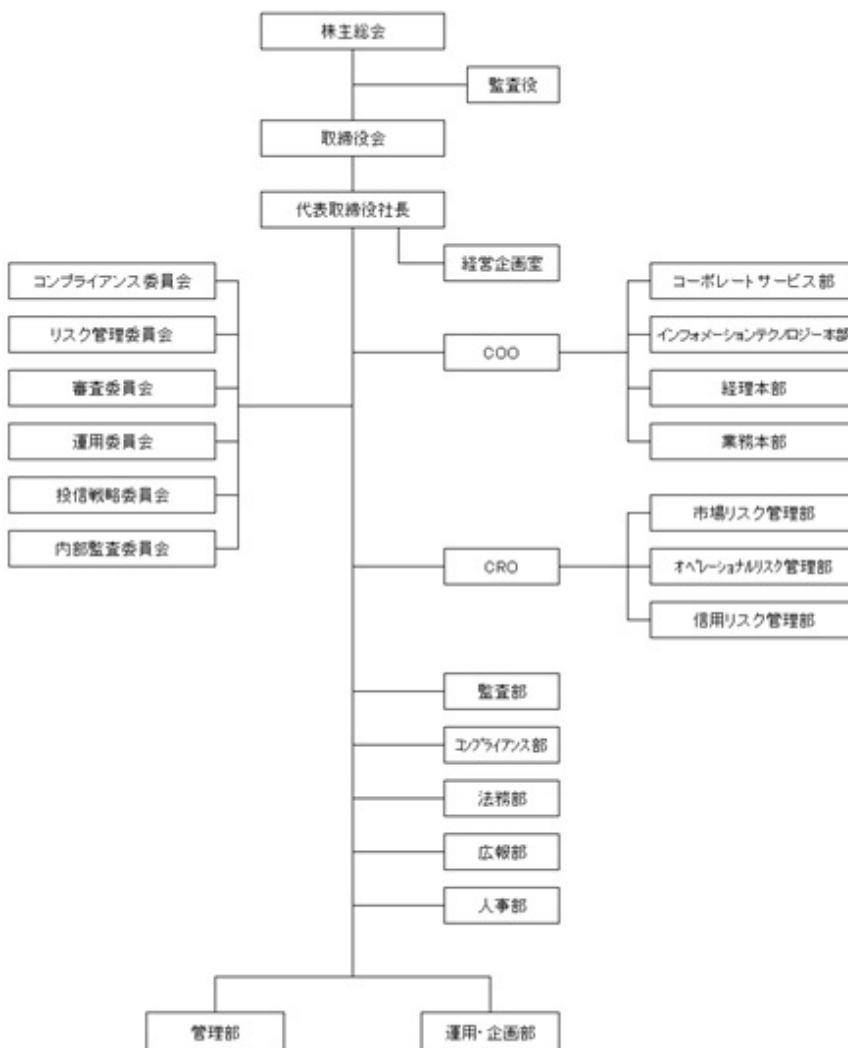 株主総会
監査役
取締役会
代表取締役社長
経営企画室
コンプライアンス委員会
リスク管理委員会
審査委員会
運用委員会
投信戦略委員会
内部監査委員会
COO
コーポレートサービス部
インフォメーションテクノロジー本部
経理本部
業務本部
CRO
市場リスク管理部
オペレーショナルリスク管理部
信用リスク管理部
監査部
コンプライアンス部
法務部
広報部
人事部
管理部
運用・企画部